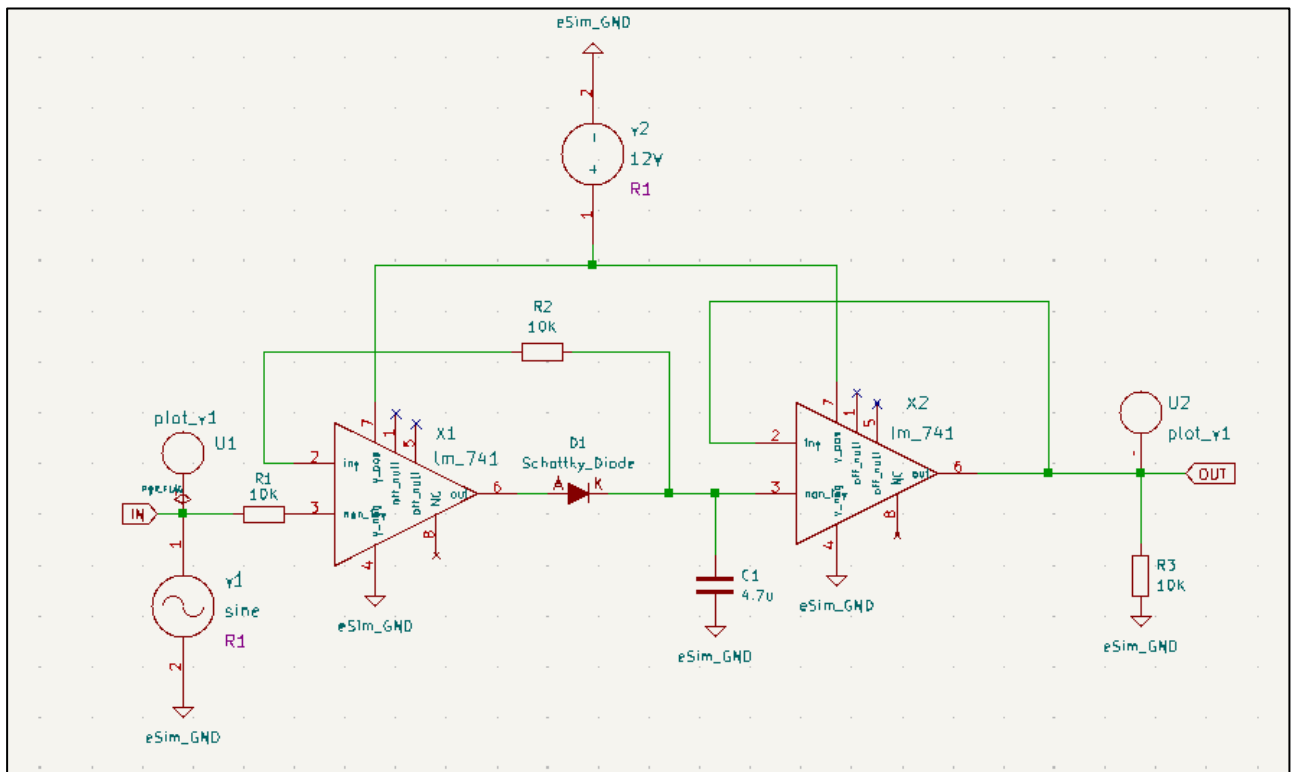 eSim_GND
2
v2
12V
R1
1
R2
10k
plot_v1
U1
IN
R1
10k
1
v1
sine
R1
2
eSim_GND
7
1
5
X1
lm_741
2
inv
3
non_inv
v_pos
off_null
off_null
v_neg
NC
out
6
8
4
eSim_GND
D1
Schottky_Diode
A
K
C1
4.7u
eSim_GND
7
1
5
X2
lm_741
2
inv
3
non_inv
v_pos
off_null
off_null
v_neg
NC
out
6
8
4
eSim_GND
U2
plot_v1
OUT
R3
10k
eSim_GND